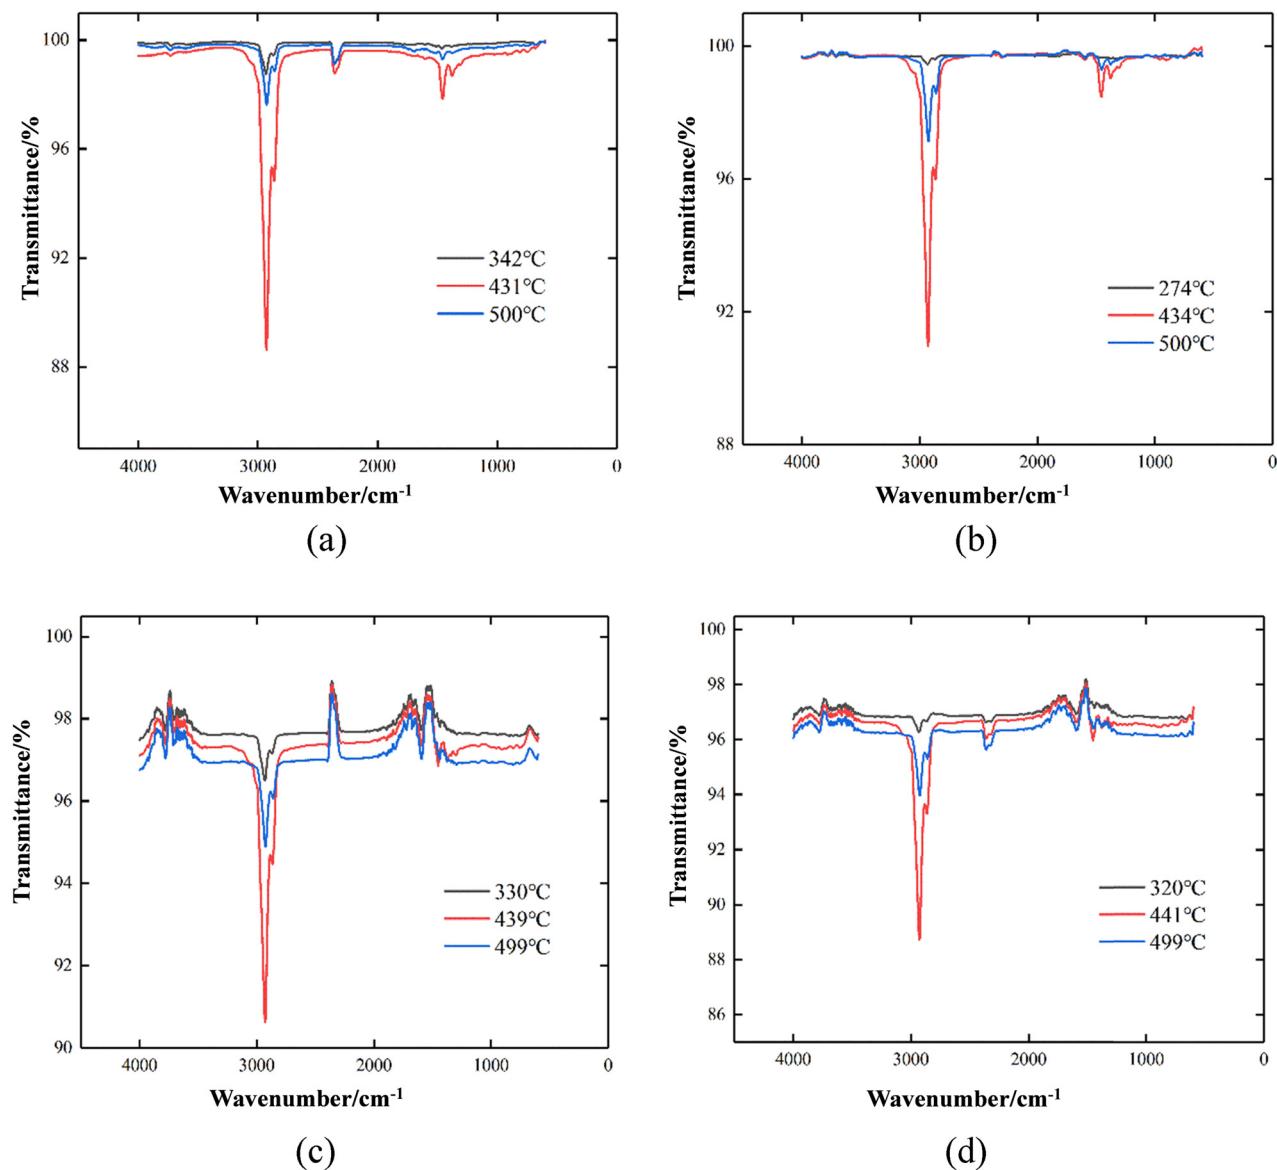 100
96
92
88
Transmittance/%
342℃
431℃
500℃
4000 3000 2000 1000 0
Wavenumber/cm-1
(a)
100
96
92
88
Transmittance/%
274℃
434℃
500℃
4000 3000 2000 1000 0
Wavenumber/cm-1
(b)
100
98
96
94
92
90
Transmittance/%
330℃
439℃
499℃
4000 3000 2000 1000 0
Wavenumber/cm-1
(c)
100
98
96
94
92
90
88
86
Transmittance/%
320℃
441℃
499℃
4000 3000 2000 1000 0
Wavenumber/cm-1
(d)